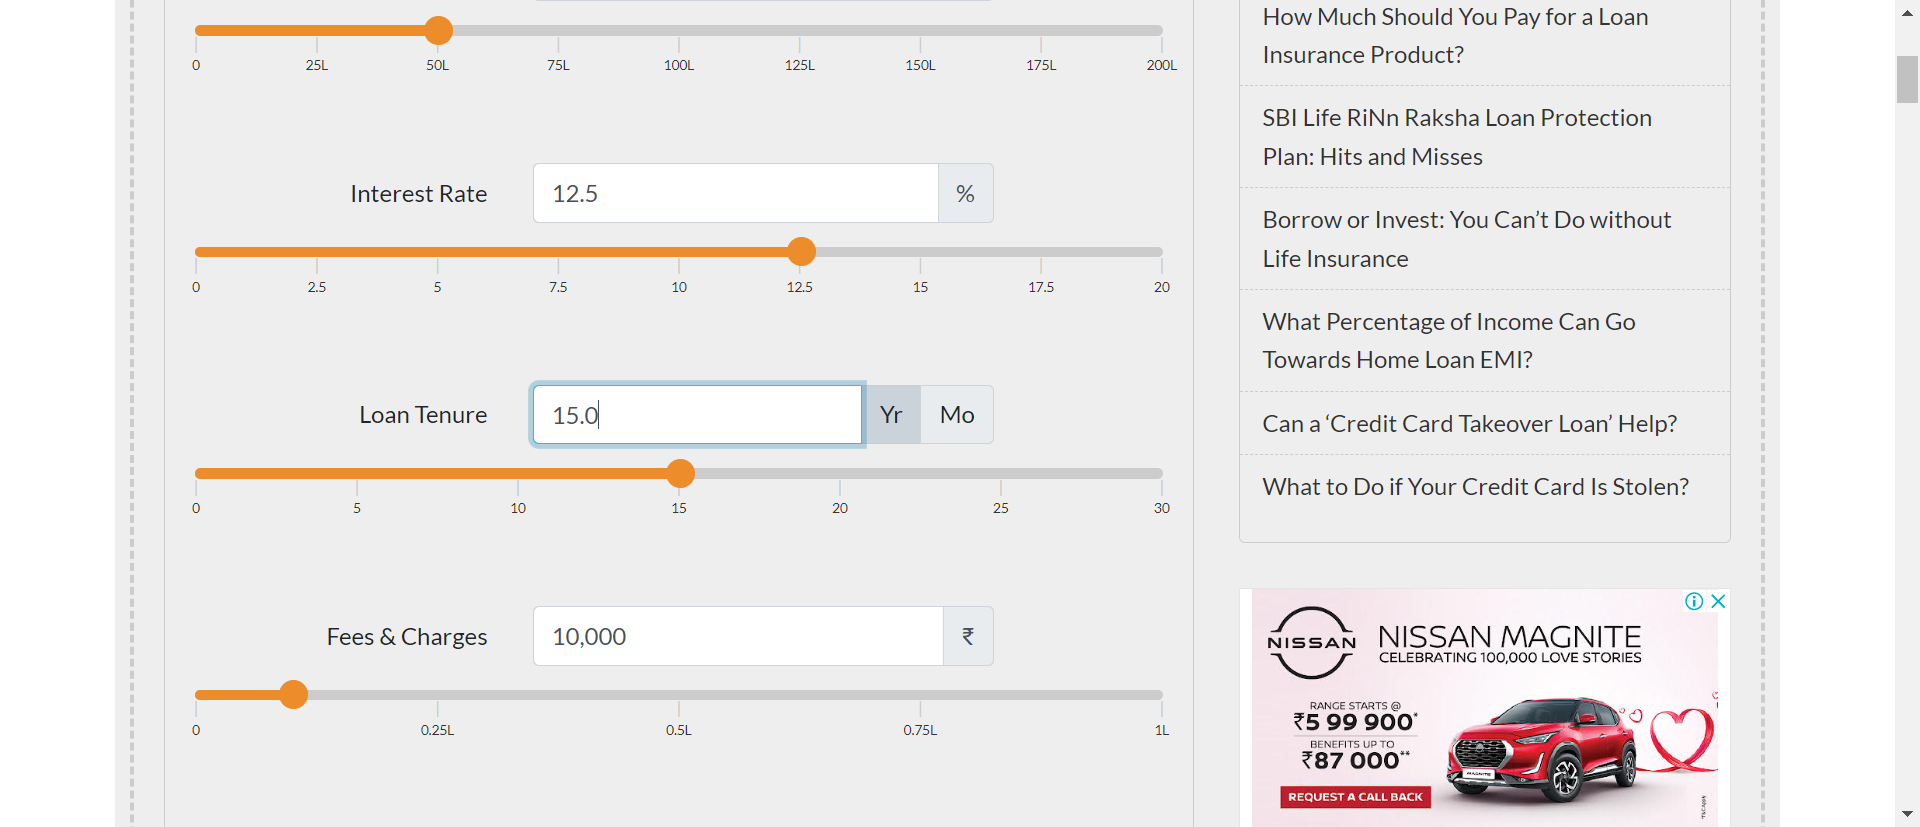 0 25L 50L 75L 100L 125L 150L 175L 200L
Interest Rate 12.5 %
0 2.5 5 7.5 10 12.5 15 17.5 20
Loan Tenure 15.0 Yr Mo
0 5 10 15 20 25 30
Fees & Charges 10,000 ₹
0 0.25L 0.5L 0.75L 1L
How Much Should You Pay for a Loan
Insurance Product?
SBI Life RiNn Raksha Loan Protection
Plan: Hits and Misses
Borrow or Invest: You Can’t Do without
Life Insurance
What Percentage of Income Can Go
Towards Home Loan EMI?
Can a ‘Credit Card Takeover Loan’ Help?
What to Do if Your Credit Card Is Stolen?
NISSAN
NISSAN MAGNITE
CELEBRATING 100,000 LOVE STORIES
RANGE STARTS @
₹5 99 900*
BENEFITS UP TO
₹87 000**
REQUEST A CALL BACK
MAGNITE